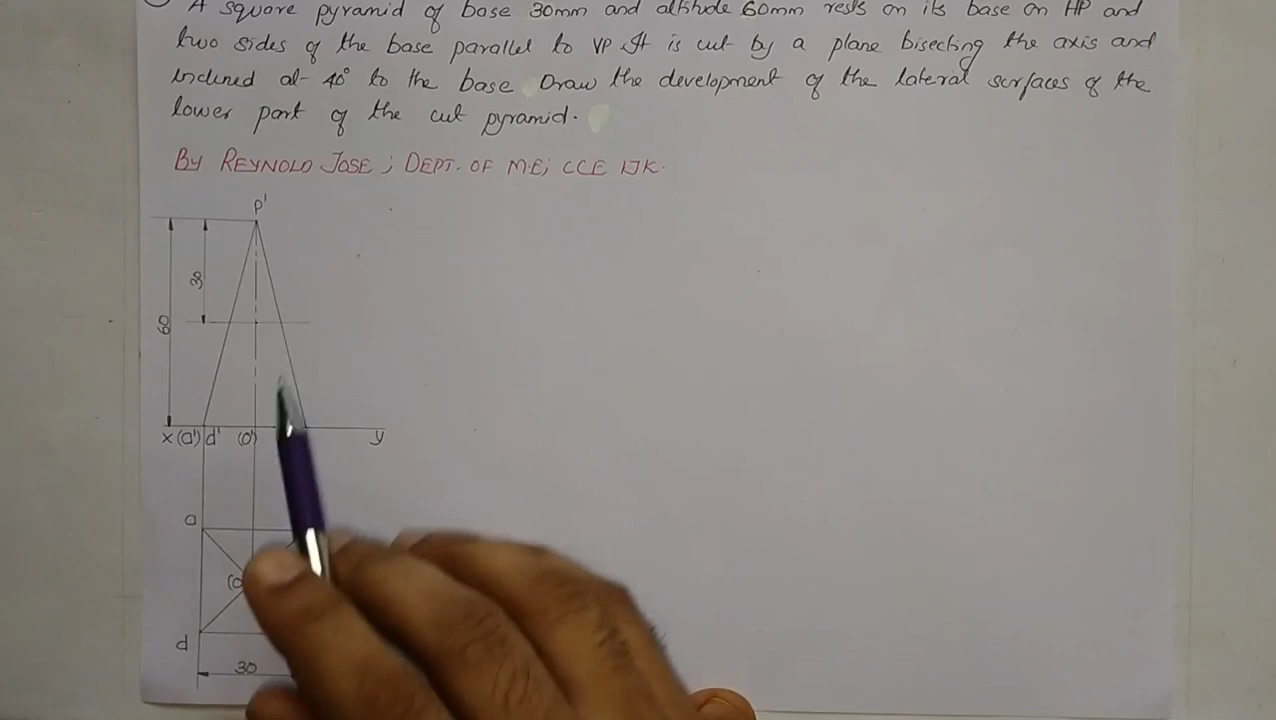 A square pyramid of base 30mm and altitude 60mm rests on its base on HP and
two sides of the base parallel to VP. It is cut by a plane bisecting the axis and
inclined at 40° to the base. Draw the development of the lateral surfaces of the
lower part of the cut pyramid.
By REYNOLD JOSE; DEPT. OF M.E; CCE IJK.
p'
30
60
x (a') d' (o') y
a
(o
d
30